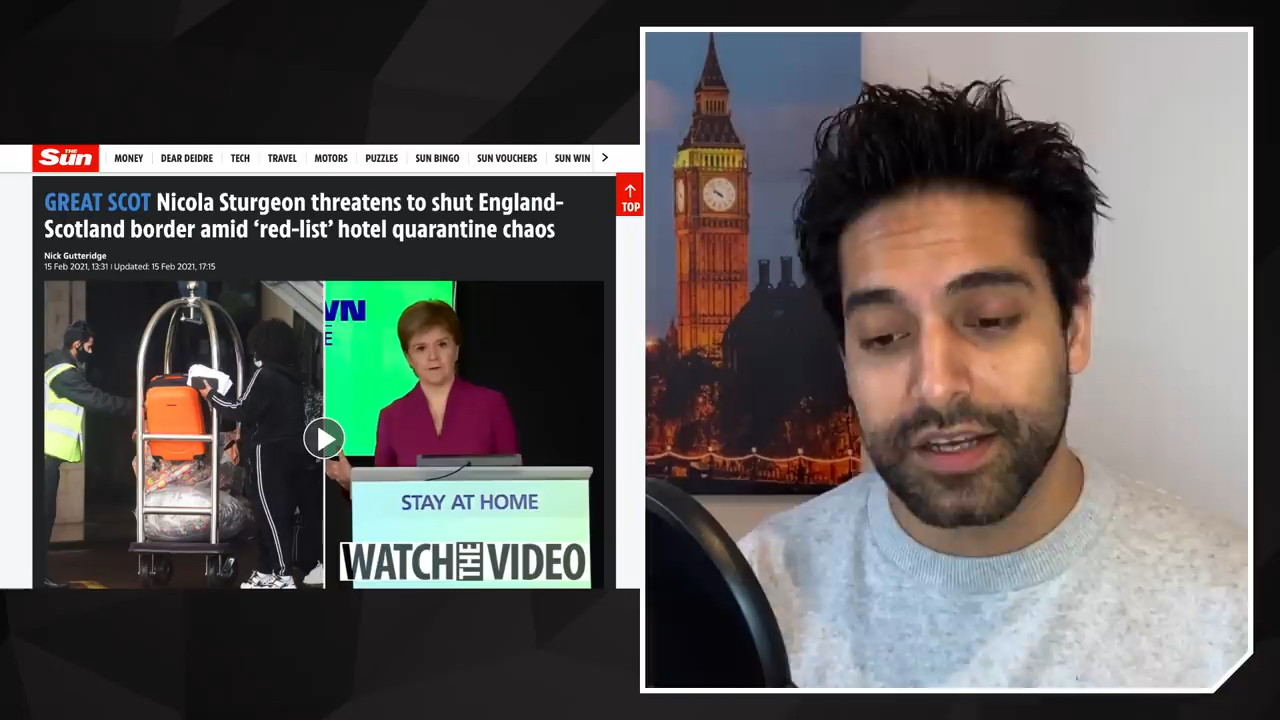 THE
Sun
MONEY
DEAR DEIDRE
TECH
TRAVEL
MOTORS
PUZZLES
SUN BINGO
SUN VOUCHERS
SUN WIN
TOP
GREAT SCOT Nicola Sturgeon threatens to shut England-
Scotland border amid ‘red-list’ hotel quarantine chaos
Nick Gutteridge
15 Feb 2021, 13:31 | Updated: 15 Feb 2021, 17:15
WN
E
STAY AT HOME
WATCH THE VIDEO